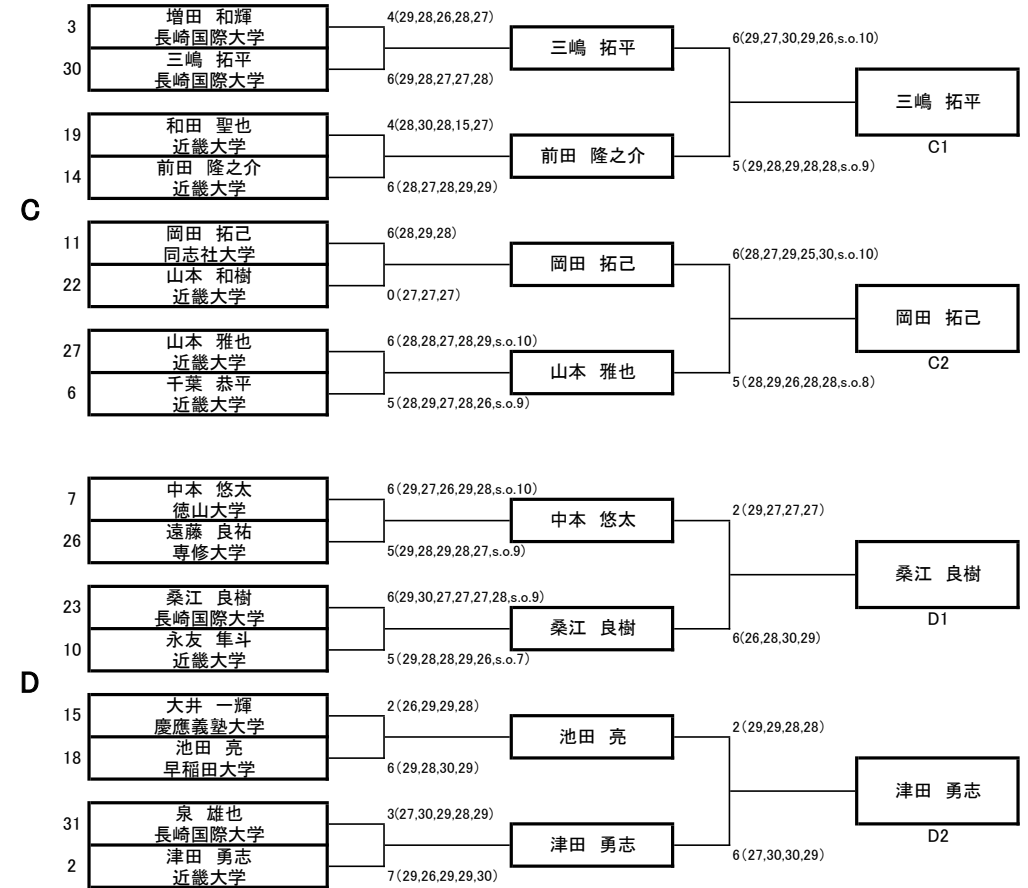 3 増田 和輝 4(29,28,26,28,27)
長崎国際大学
三嶋 拓平 6(29,27,30,29,26,s.o.10)
30 三嶋 拓平 6(29,28,27,27,28)
長崎国際大学
三嶋 拓平
C1
19 和田 聖也 4(28,30,28,15,27)
近畿大学
前田 隆之介 5(29,28,29,28,28,s.o.9)
14 前田 隆之介 6(28,27,28,29,29)
近畿大学
C
11 岡田 拓己 6(28,29,28)
同志社大学
岡田 拓己 6(28,27,29,25,30,s.o.10)
22 山本 和樹 0(27,27,27)
近畿大学
岡田 拓己
C2
27 山本 雅也 6(28,28,27,28,29,s.o.10)
近畿大学
山本 雅也 5(28,29,26,28,28,s.o.8)
6 千葉 恭平 5(28,29,27,28,26,s.o.9)
近畿大学
7 中本 悠太 6(29,27,26,29,28,s.o.10)
徳山大学
中本 悠太 2(29,27,27,27)
26 遠藤 良祐 5(29,28,29,28,27,s.o.9)
専修大学
桑江 良樹
D1
23 桑江 良樹 6(29,30,27,27,27,28,s.o.9)
長崎国際大学
桑江 良樹 6(26,28,30,29)
10 永友 隼斗 5(29,28,28,29,26,s.o.7)
近畿大学
D
15 大井 一輝 2(26,29,29,28)
慶應義塾大学
池田 亮 2(29,29,28,28)
18 池田 亮 6(29,28,30,29)
早稲田大学
津田 勇志
D2
31 泉 雄也 3(27,30,29,28,29)
長崎国際大学
津田 勇志 6(27,30,30,29)
2 津田 勇志 7(29,26,29,29,30)
近畿大学